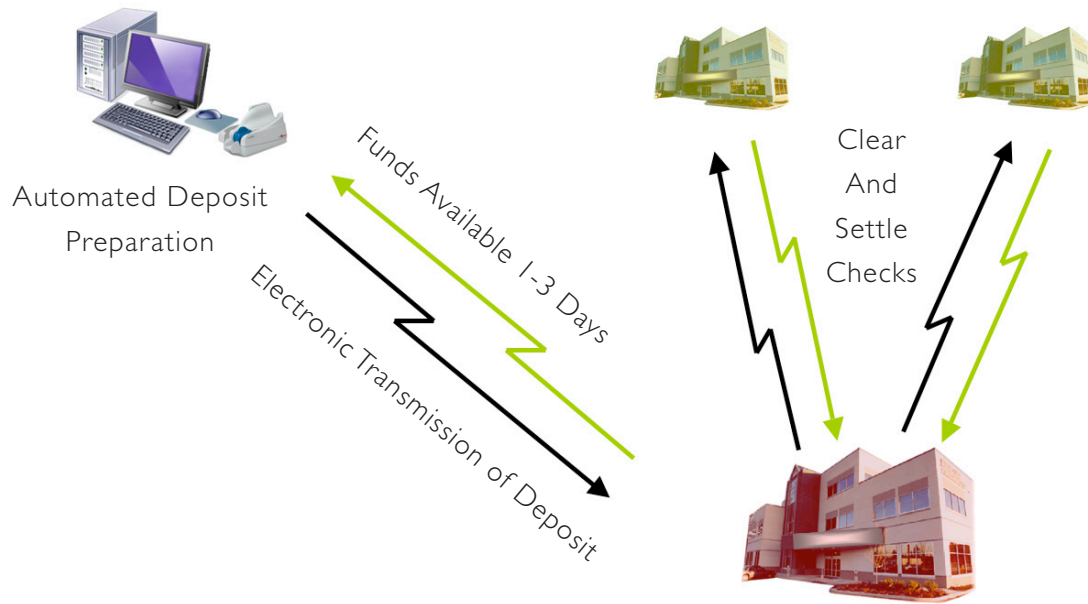 Automated Deposit
Preparation
Funds Available 1-3 Days
Electronic Transmission of Deposit
Clear
And
Settle
Checks